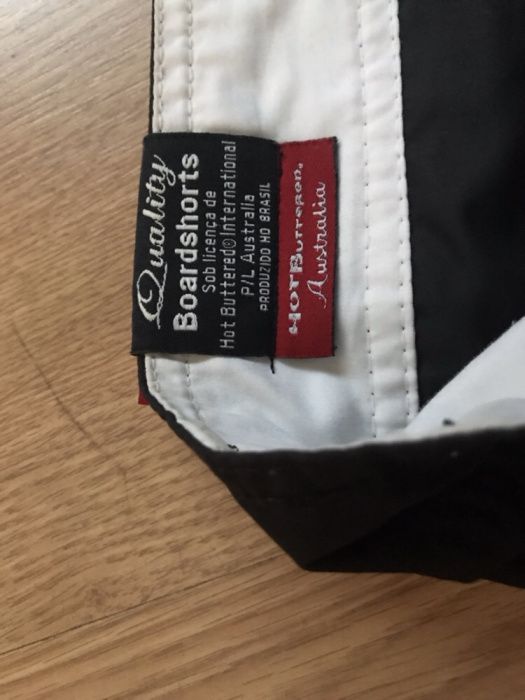 Quality
Boardshorts
Sob licença de
Hot Buttered® International
P/L Australia
PRODUZIDO NO BRASIL
HOT BUTTERED.
Australia